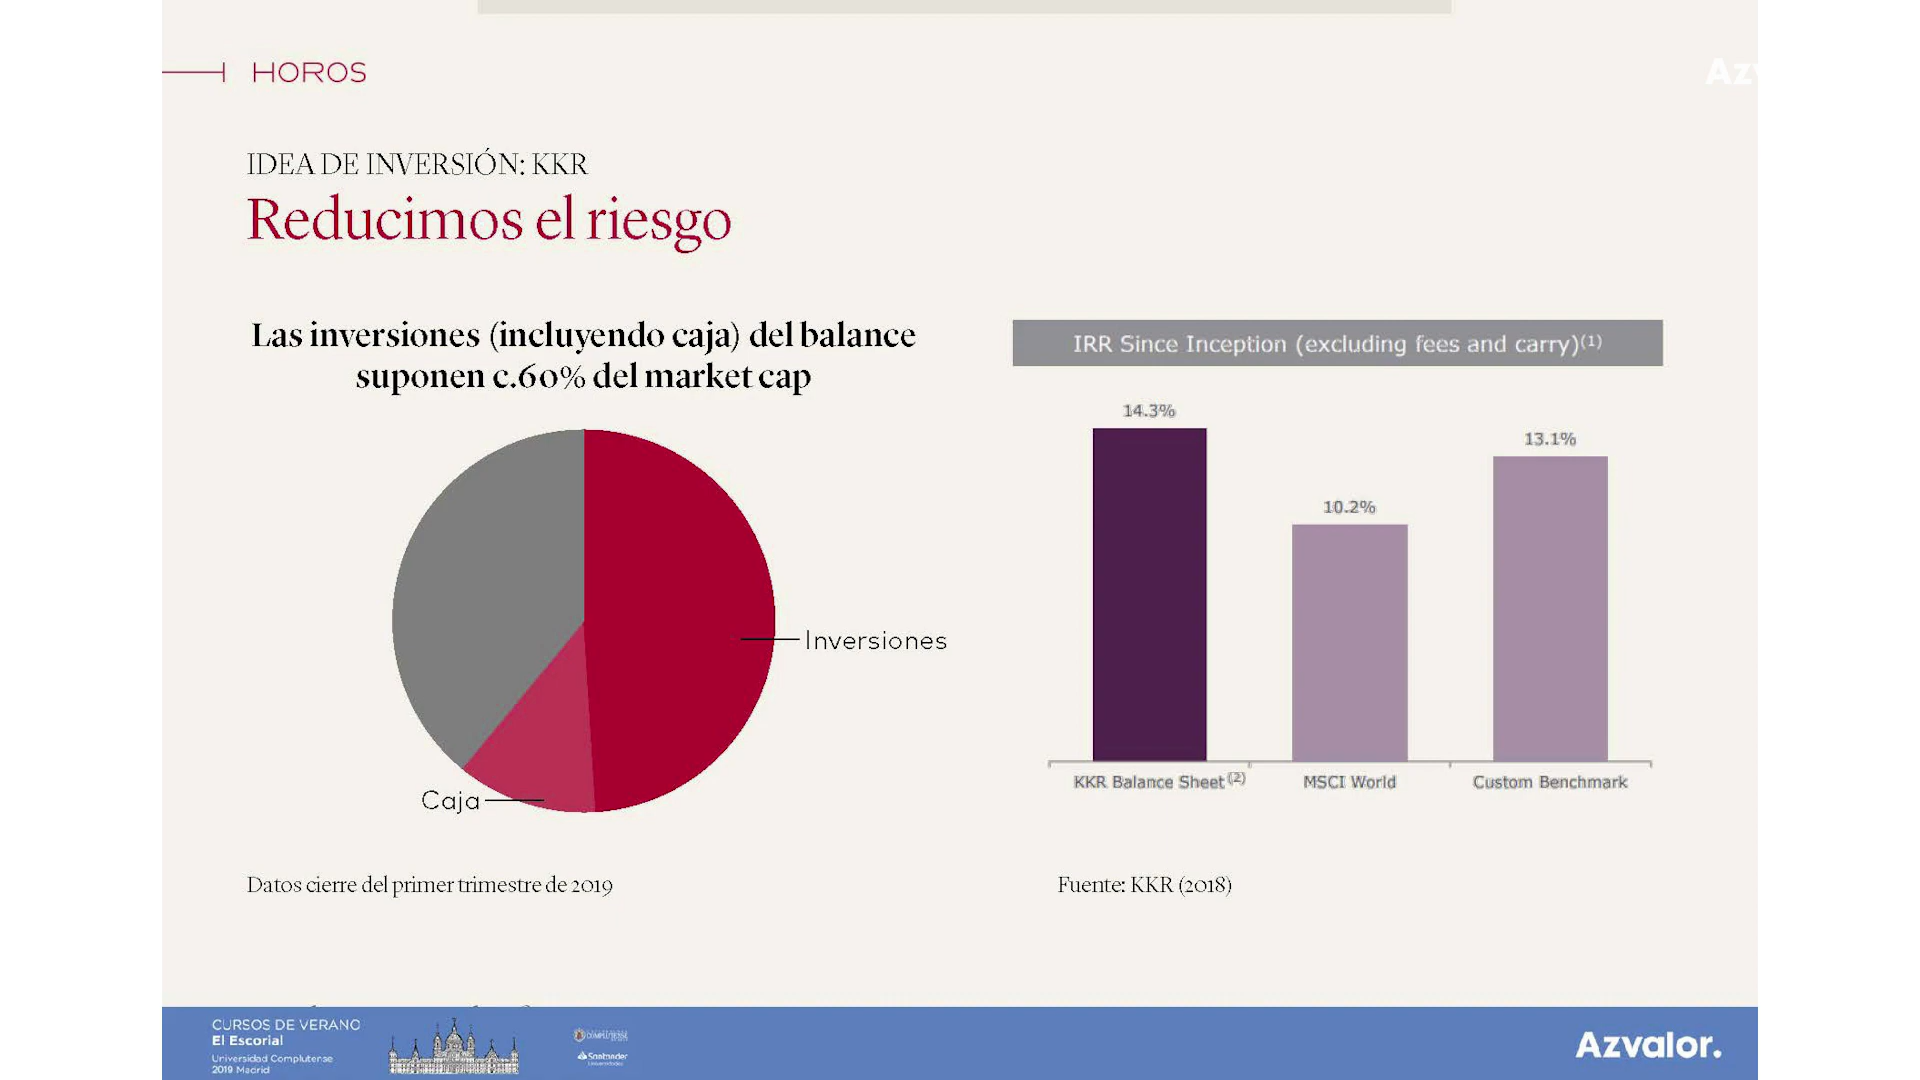 HOROS
Az
IDEA DE INVERSIÓN: KKR
Reducimos el riesgo
Las inversiones (incluyendo caja) del balance
suponen c.60% del market cap
Inversiones
Caja
Datos cierre del primer trimestre de 2019
IRR Since Inception (excluding fees and carry)(1)
14.3%
10.2%
13.1%
KKR Balance Sheet (2)
MSCI World
Custom Benchmark
Fuente: KKR (2018)
CURSOS DE VERANO
El Escorial
Universidad Complutense
2019 Madrid
COMPLUTENSE
Santander
Azvalor.